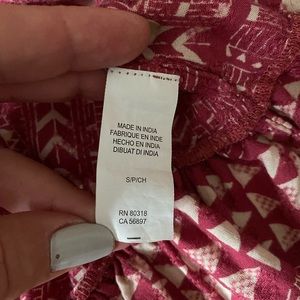 MADE IN INDIA
FABRIQUE EN INDE
HECHO EN INDIA
DIBUAT DI INDIA
S/P/CH
RN 80318
CA 56897